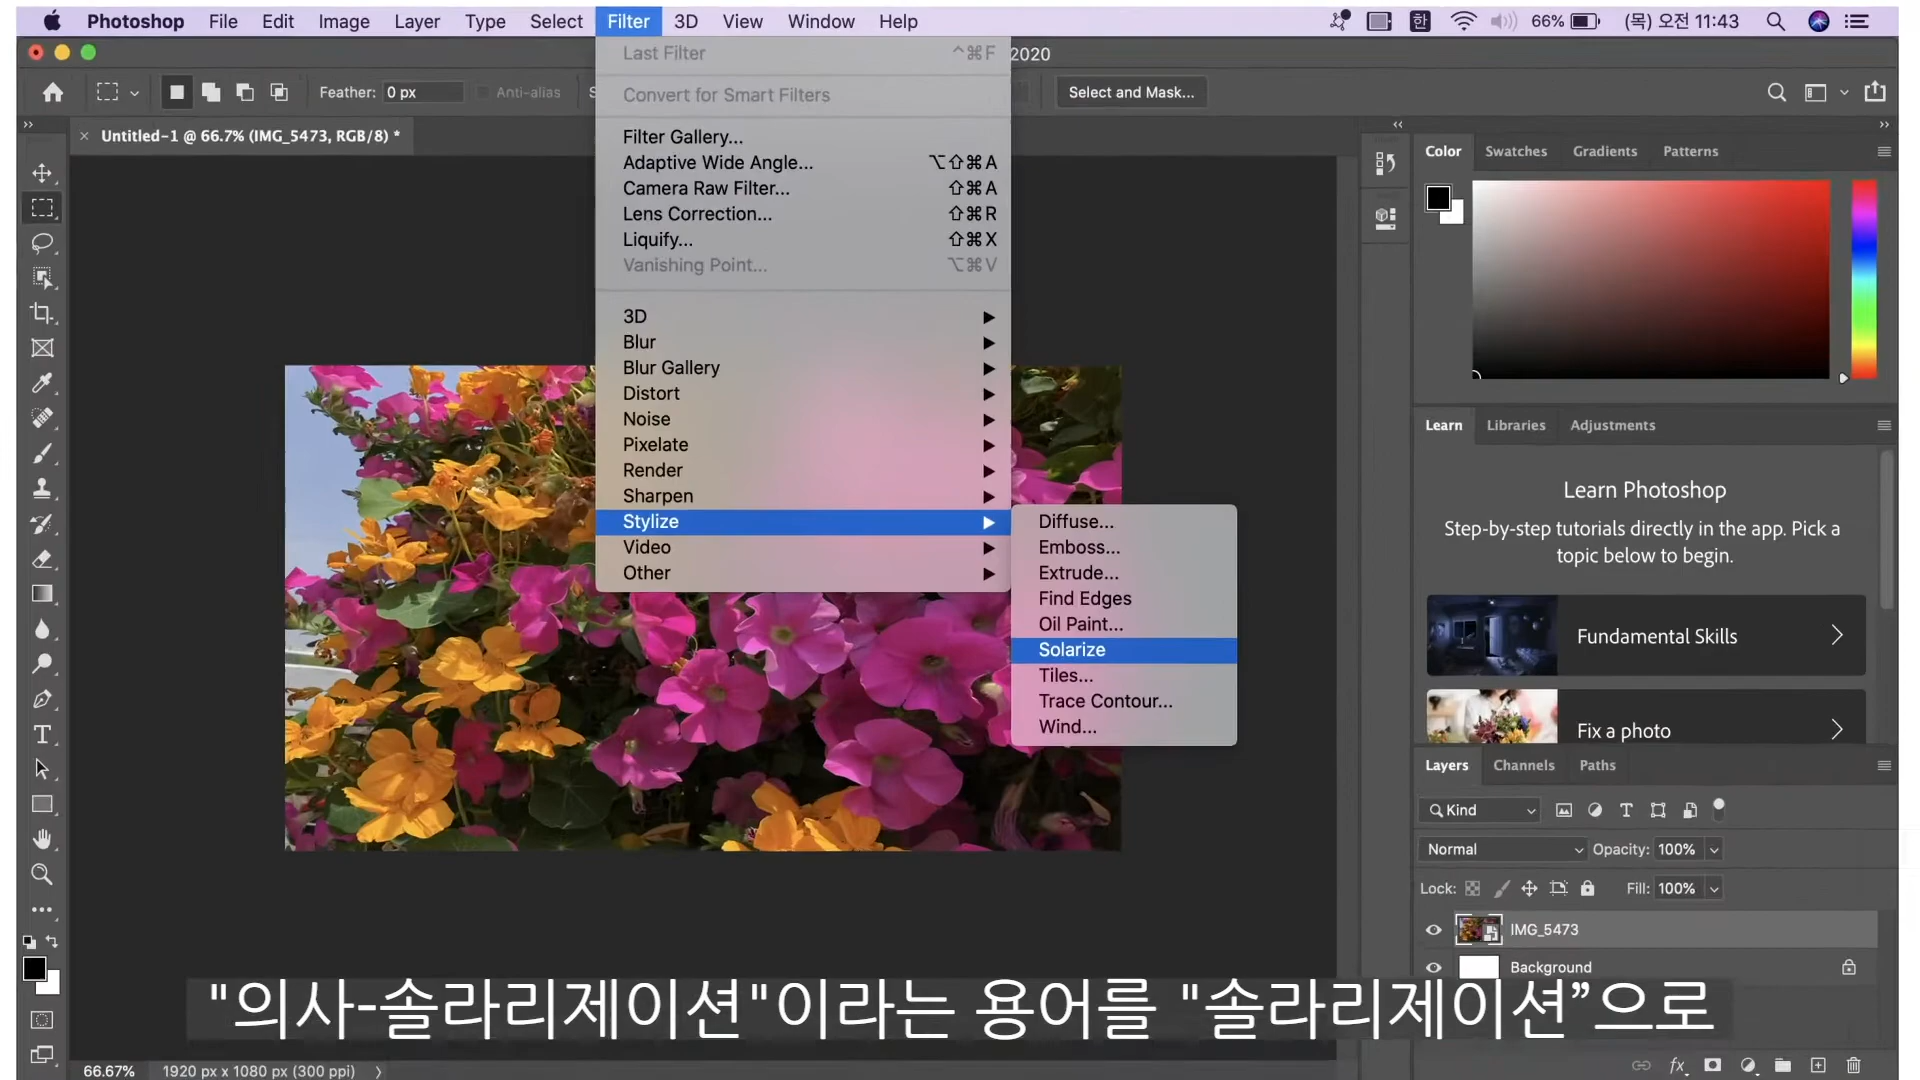 Photoshop File Edit Image Layer Type Select Filter 3D View Window Help 한 66% (목) 오전 11:43
2020
Feather: 0 px Anti-alias S Select and Mask...
Untitled-1 @ 66.7% (IMG_5473, RGB/8) *
Last Filter ^⌘F
Convert for Smart Filters
Filter Gallery...
Adaptive Wide Angle... ⌥⇧⌘A
Camera Raw Filter... ⇧⌘A
Lens Correction... ⇧⌘R
Liquify... ⇧⌘X
Vanishing Point... ⌥⌘V
3D
Blur
Blur Gallery
Distort
Noise
Pixelate
Render
Sharpen
Stylize
Video
Other
Diffuse...
Emboss...
Extrude...
Find Edges
Oil Paint...
Solarize
Tiles...
Trace Contour...
Wind...
Color Swatches Gradients Patterns
Learn Libraries Adjustments
Learn Photoshop
Step-by-step tutorials directly in the app. Pick a
topic below to begin.
Fundamental Skills
Fix a photo
Layers Channels Paths
Kind
Normal Opacity: 100%
Lock: Fill: 100%
IMG_5473
Background
"의사-솔라리제이션"이라는 용어를 "솔라리제이션”으로
66.67% 1920 px x 1080 px (300 ppi)
fx